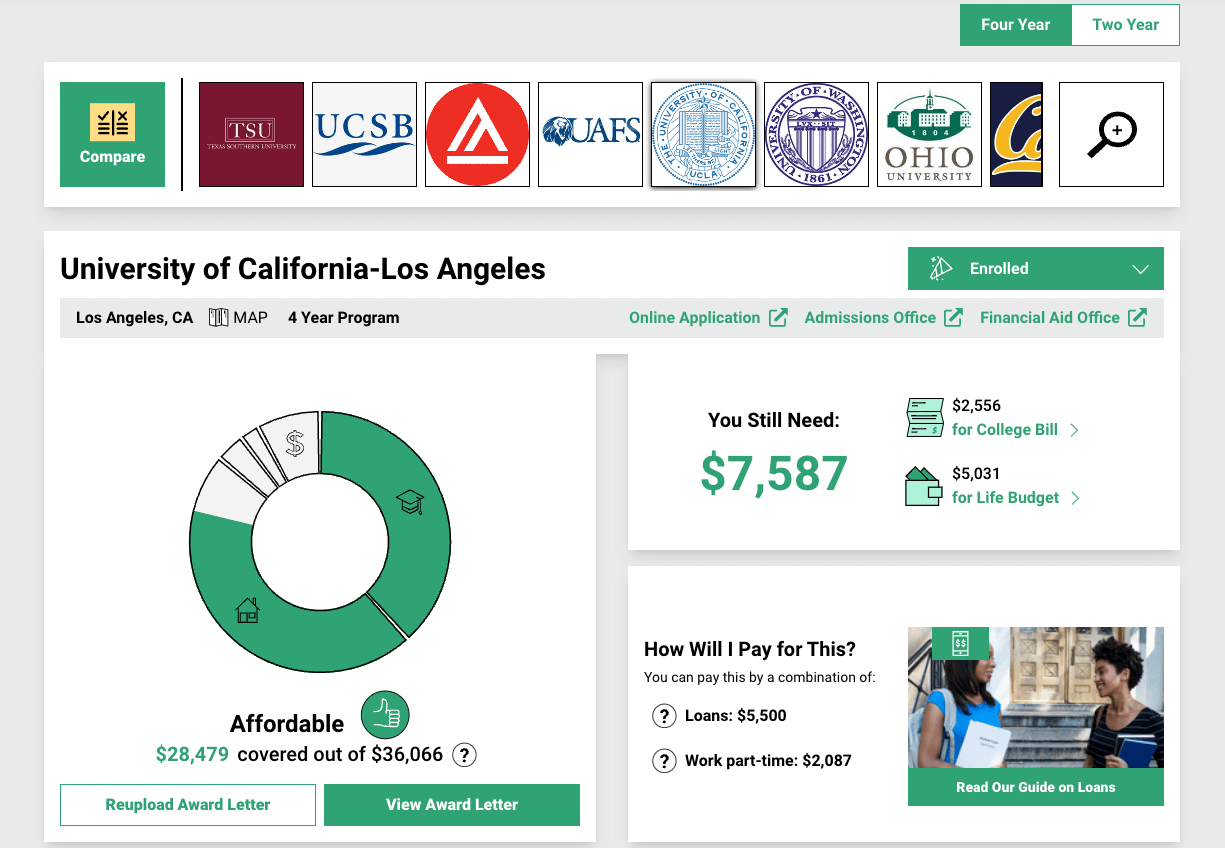 Four Year
Two Year
Compare
TSU
TEXAS SOUTHERN UNIVERSITY
UCSB
UAFS
THE · UNIVERSITY · OF · CALIFORNIA
UCLA
UNIVERSITY · OF · WASHINGTON
LVX SIT
1861
1804
OHIO
UNIVERSITY
University of California-Los Angeles
Enrolled
Los Angeles, CA MAP 4 Year Program
Online Application Admissions Office Financial Aid Office
$
You Still Need:
$7,587
$2,556
for College Bill
$5,031
for Life Budget
Affordable
$28,479 covered out of $36,066 ?
Reupload Award Letter
View Award Letter
How Will I Pay for This?
You can pay this by a combination of:
? Loans: $5,500
? Work part-time: $2,087
$$
Read Our Guide on Loans